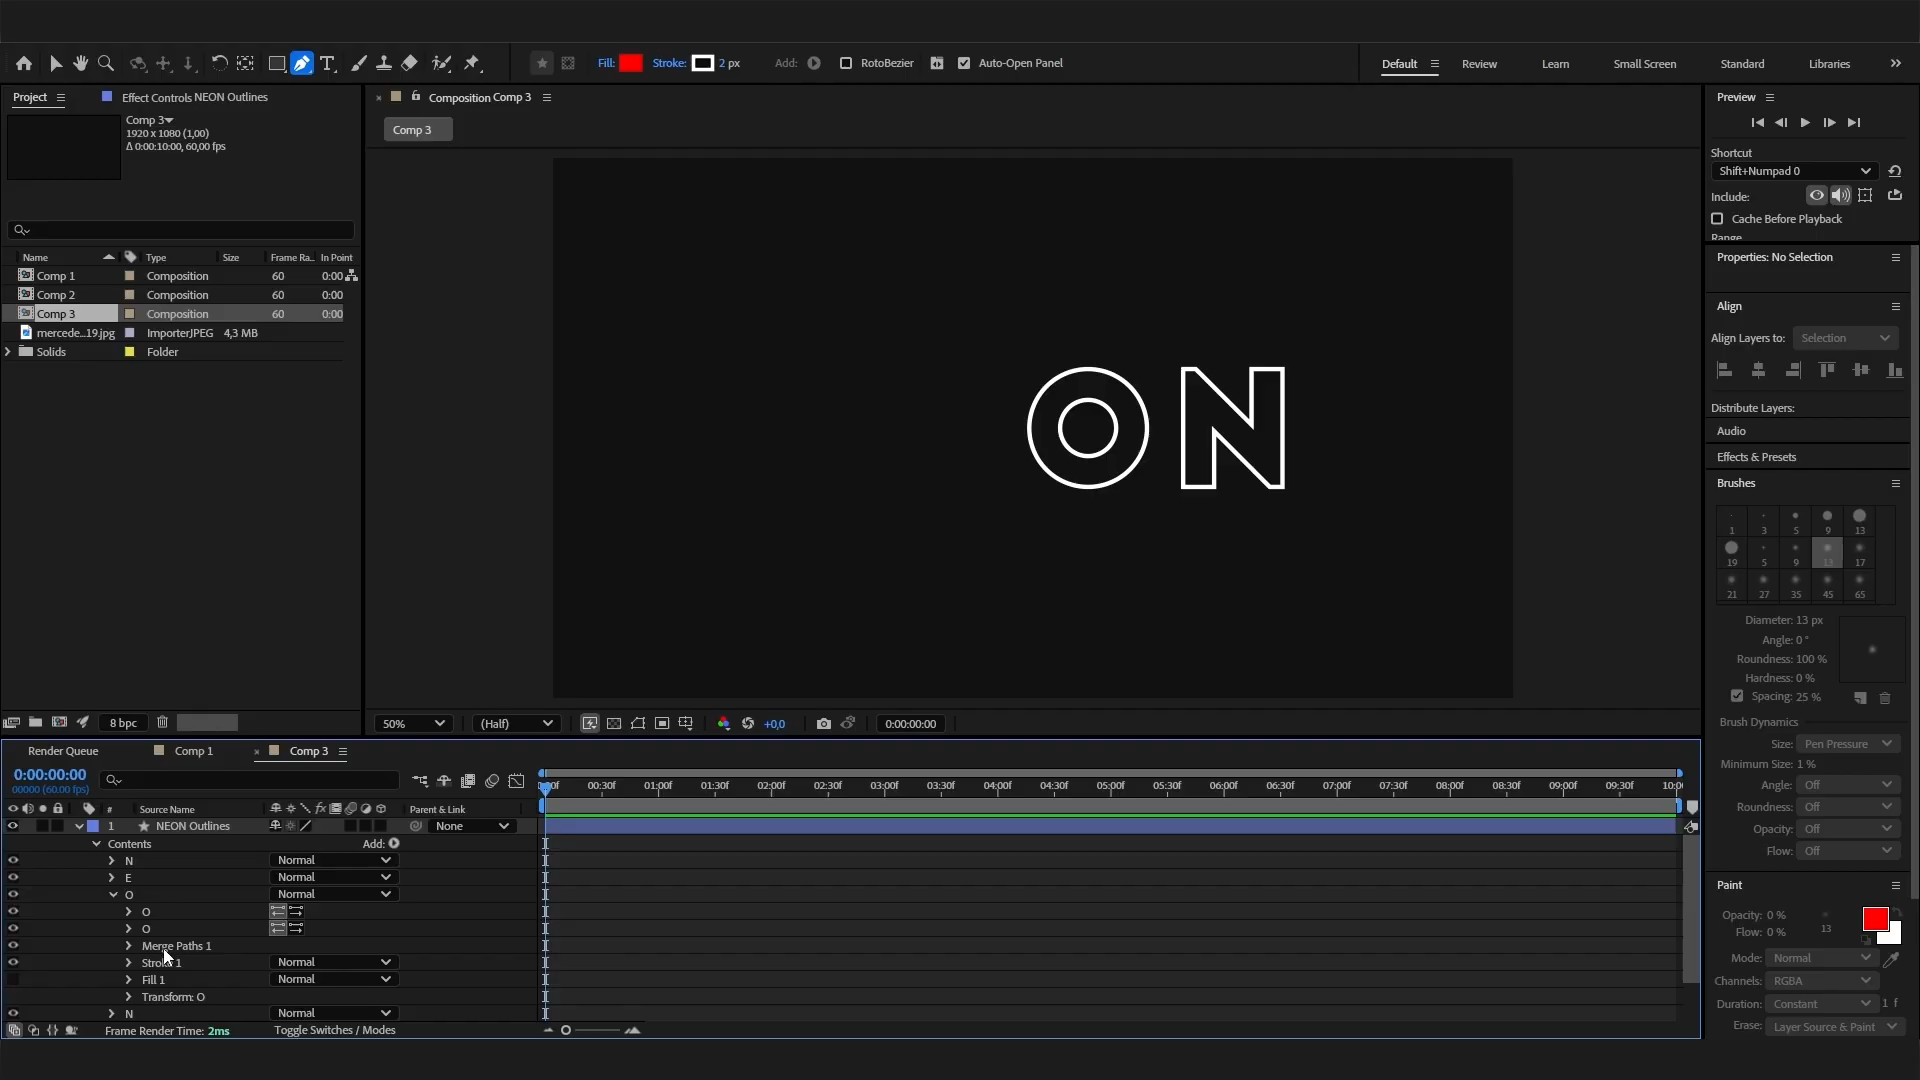 Fill:
Stroke:
2 px
Add:
RotoBezier
Auto-Open Panel
Default
Review
Learn
Small Screen
Standard
Libraries
Project
Effect Controls NEON Outlines
Comp 3
1920 x 1080 (1,00)
Δ 0:00:10:00, 60,00 fps
Name
Type
Size
Frame Ra...
In Point
Comp 1 Composition 60 0:00
Comp 2 Composition 60 0:00
Comp 3 Composition 60 0:00
mercede...19.jpg ImporterJPEG 4,3 MB
Solids Folder
8 bpc
Composition Comp 3
Comp 3
ON
50%
(Half)
+0,0
0:00:00:00
Preview
Shortcut
Shift+Numpad 0
Include:
Cache Before Playback
Range
Properties: No Selection
Align
Align Layers to: Selection
Distribute Layers:
Audio
Effects & Presets
Brushes
1 3 5 9 13
19 5 9 13 17
21 27 35 45 65
Diameter: 13 px
Angle: 0 °
Roundness: 100 %
Hardness: 0 %
Spacing: 25 %
Brush Dynamics
Size: Pen Pressure
Minimum Size: 1 %
Angle: Off
Roundness: Off
Opacity: Off
Flow: Off
Paint
Opacity: 0 %
Flow: 0 %
13
Mode: Normal
Channels: RGBA
Duration: Constant 1 f
Erase: Layer Source & Paint
Render Queue
Comp 1
Comp 3
0:00:00:00
00000 (60.00 fps)
00:30f 01:00f 01:30f 02:00f 02:30f 03:00f 03:30f 04:00f 04:30f 05:00f 05:30f 06:00f 06:30f 07:00f 07:30f 08:00f 08:30f 09:00f 09:30f
# Source Name fx Parent & Link
1 NEON Outlines None
Contents Add:
N Normal
E Normal
O Normal
O
O
Merge Paths 1
Stroke 1 Normal
Fill 1 Normal
Transform: O
N Normal
Frame Render Time: 2ms
Toggle Switches / Modes